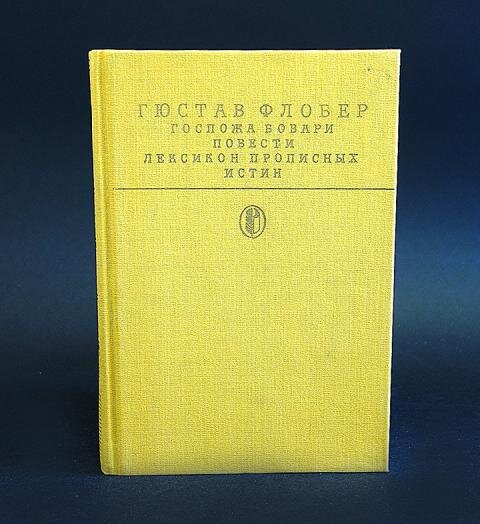 ГЮСТАВ ФЛОБЕР
ГОСПОЖА БОВАРИ
ПОВЕСТИ
ЛЕКСИКОН ПРОПИСНЫХ
ИСТИН